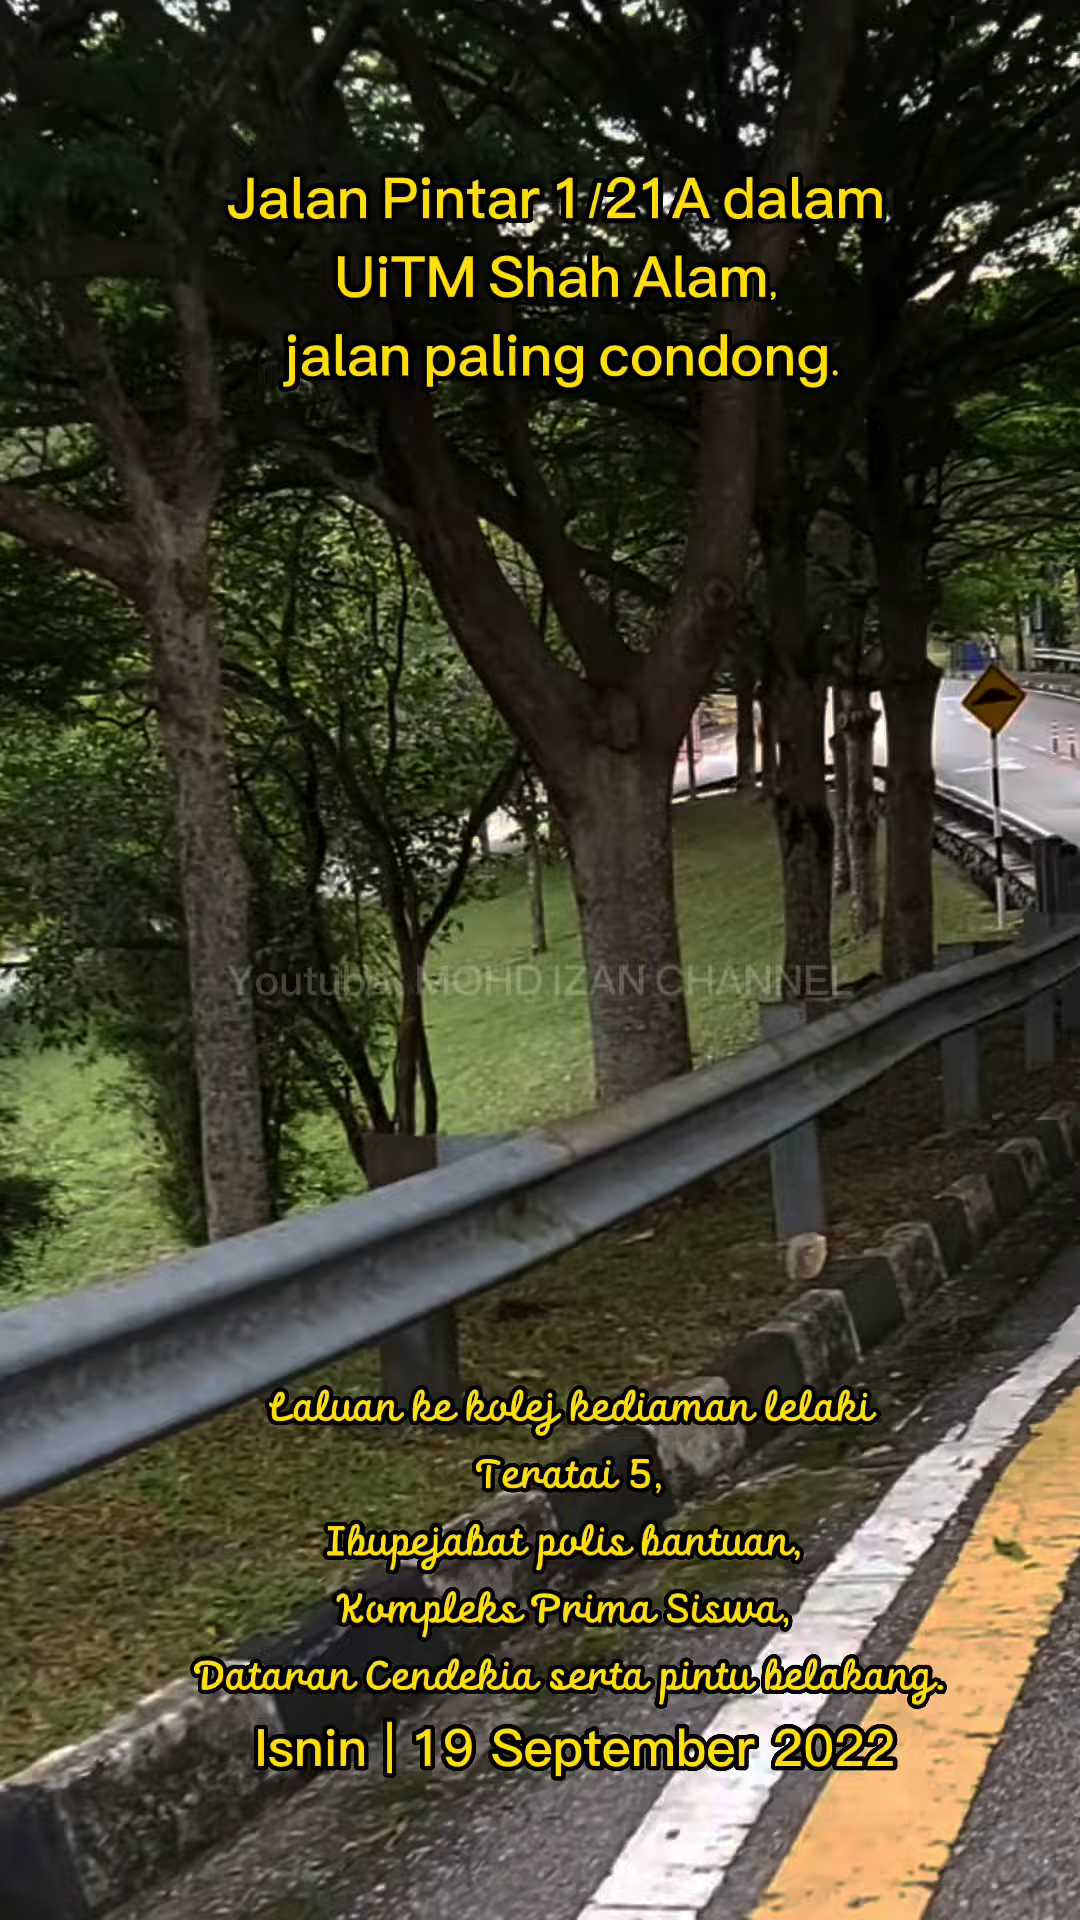 Jalan Pintar 1/21A dalam
UiTM Shah Alam,
jalan paling condong.
Youtube: MOHD IZAN CHANNEL
Laluan ke kolej kediaman lelaki
Teratai 5,
Ibupejabat polis bantuan,
Kompleks Prima Siswa,
Dataran Cendekia serta pintu belakang.
Isnin | 19 September 2022